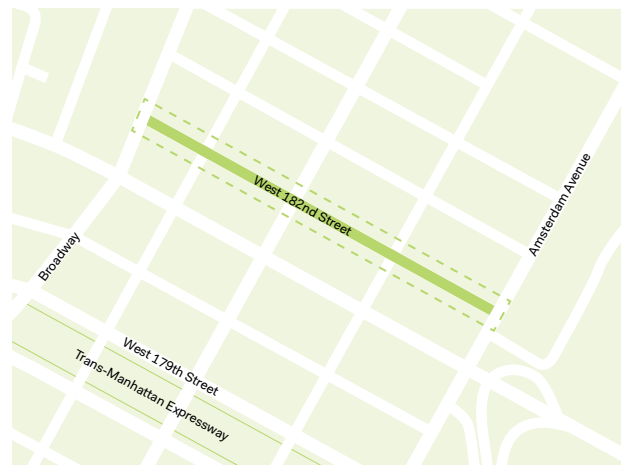 West 182nd Street
Amsterdam Avenue
Broadway
West 179th Street
Trans-Manhattan Expressway